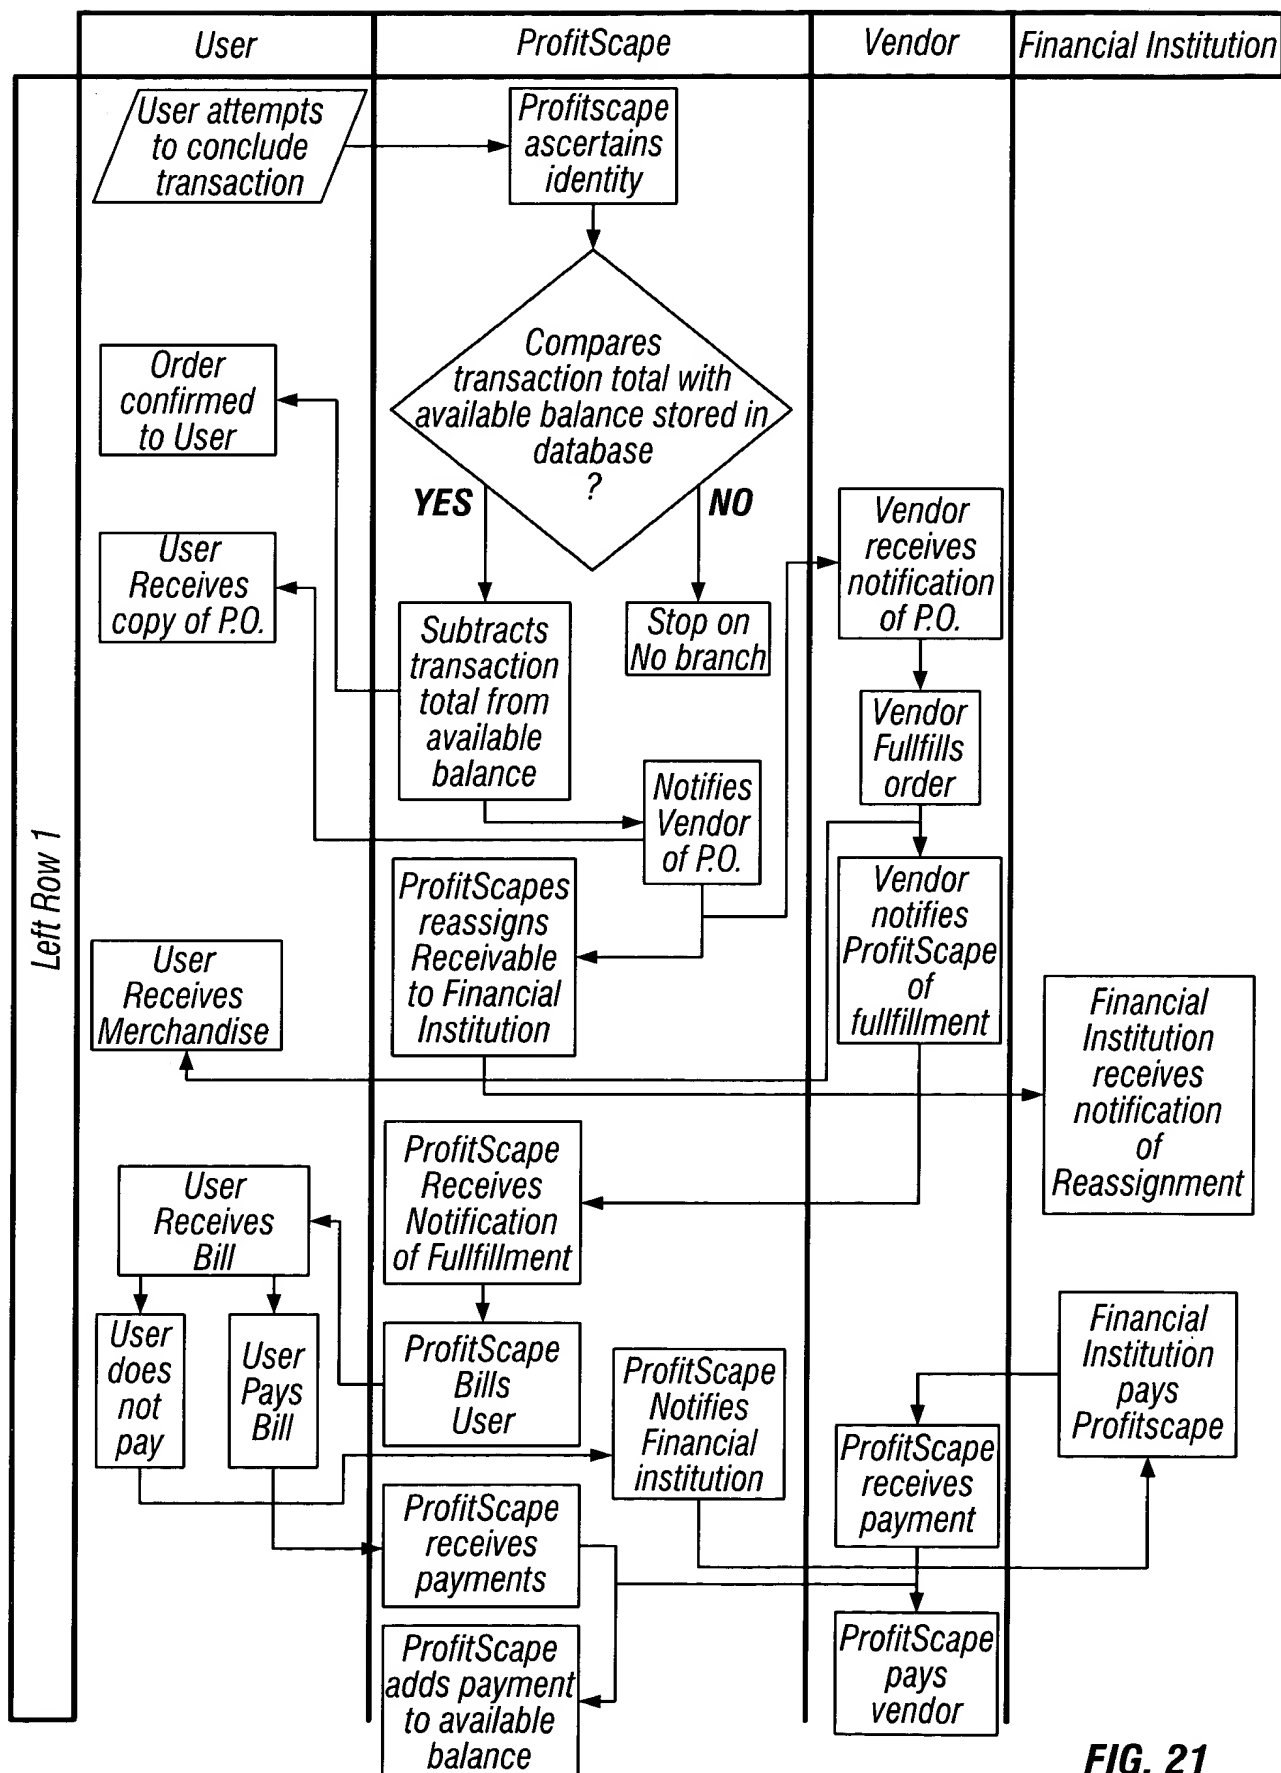 User
ProfitScape
Vendor
Financial Institution
Left Row 1
User attempts
to conclude
transaction
Profitscape
ascertains
identity
Compares
transaction total with
available balance stored in
database
?
YES
NO
Order
confirmed
to User
User
Receives
copy of P.O.
Subtracts
transaction
total from
available
balance
Stop on
No branch
Vendor
receives
notification
of P.O.
Vendor
Fullfills
order
Notifies
Vendor
of P.O.
ProfitScapes
reassigns
Receivable
to Financial
Institution
Vendor
notifies
ProfitScape
of
fullfillment
User
Receives
Merchandise
Financial
Institution
receives
notification
of
Reassignment
ProfitScape
Receives
Notification
of Fullfillment
User
Receives
Bill
User
does
not
pay
User
Pays
Bill
ProfitScape
Bills
User
ProfitScape
Notifies
Financial
institution
Financial
Institution
pays
Profitscape
ProfitScape
receives
payment
ProfitScape
receives
payments
ProfitScape
adds payment
to available
balance
ProfitScape
pays
vendor
FIG. 21